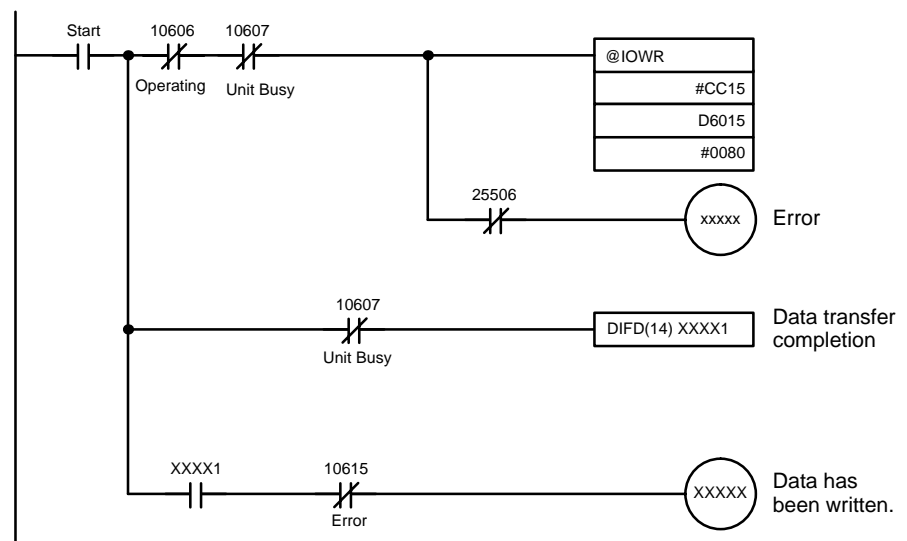 Start
10606
10607
Operating
Unit Busy
@IOWR
#CC15
D6015
#0080
25506
xxxxx
Error
10607
Unit Busy
DIFD(14) XXXX1
Data transfer
completion
XXXX1
10615
Error
XXXXX
Data has
been written.